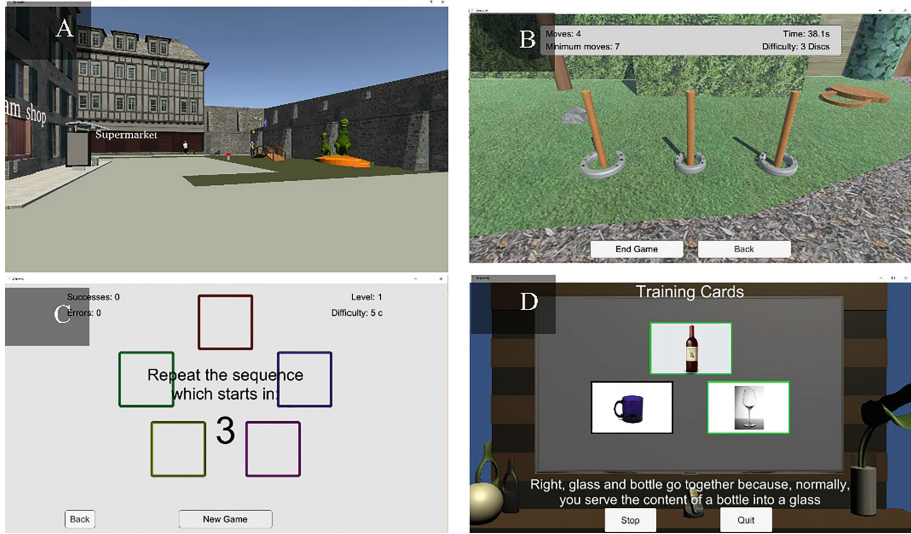 A
am shop
Supermarket
B
Moves: 4
Time: 38.1s
Minimum moves: 7
Difficulty: 3 Discs
End Game
Back
C
Successes: 0
Level: 1
Errors: 0
Difficulty: 5 c
Repeat the sequence
which starts in:
3
Back
New Game
D
Training Cards
Right, glass and bottle go together because, normally,
you serve the content of a bottle into a glass
Stop
Quit